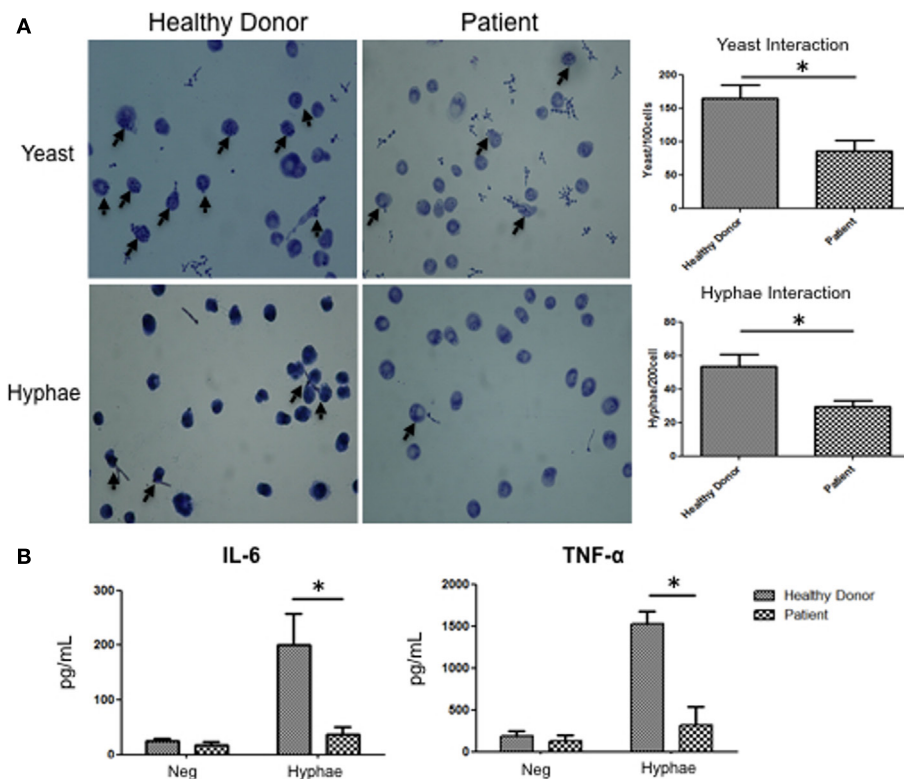 A
Healthy Donor
Patient
Yeast
Hyphae
Yeast Interaction
*
Yeast/100cells
200
150
100
50
0
Healthy Donor
Patient
Hyphae Interaction
*
Hyphae/200cell
80
60
40
20
0
Healthy Donor
Patient
B
IL-6
*
pg/mL
300
200
100
0
Neg
Hyphae
TNF-α
*
pg/mL
2000
1500
1000
500
0
Neg
Hyphae
Healthy Donor
Patient